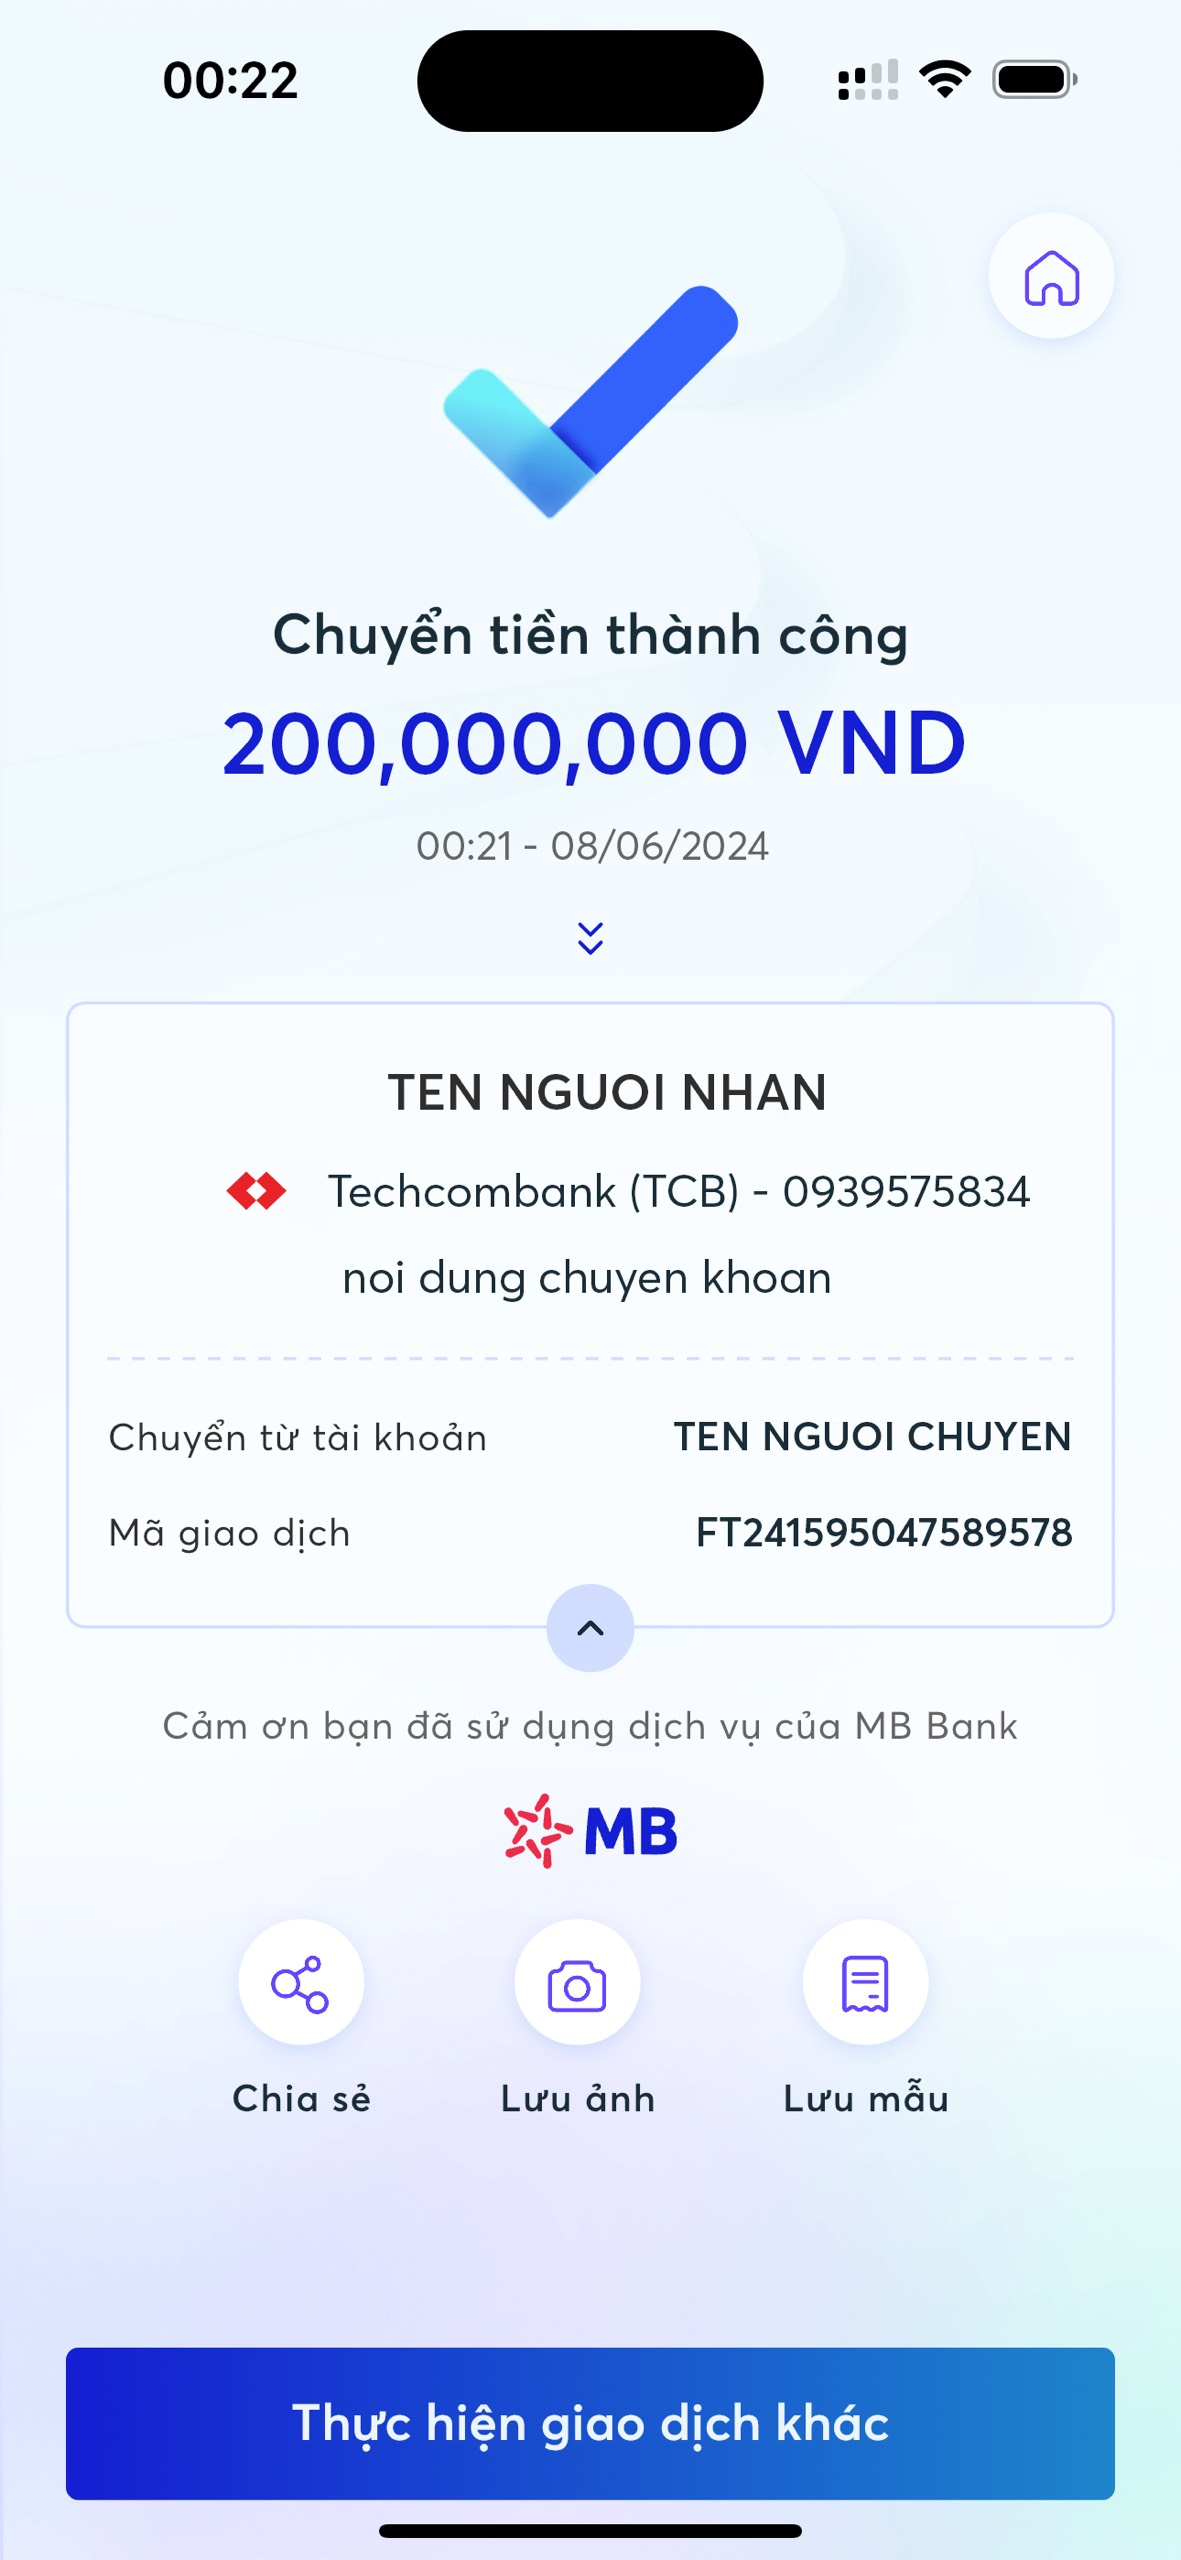 00:22
Chuyển tiền thành công
200,000,000 VND
00:21 - 08/06/2024
TEN NGUOI NHAN
Techcombank (TCB) - 0939575834
noi dung chuyen khoan
Chuyển từ tài khoản TEN NGUOI CHUYEN
Mã giao dịch FT241595047589578
Cảm ơn bạn đã sử dụng dịch vụ của MB Bank
MB
Chia sẻ Lưu ảnh Lưu mẫu
Thực hiện giao dịch khác